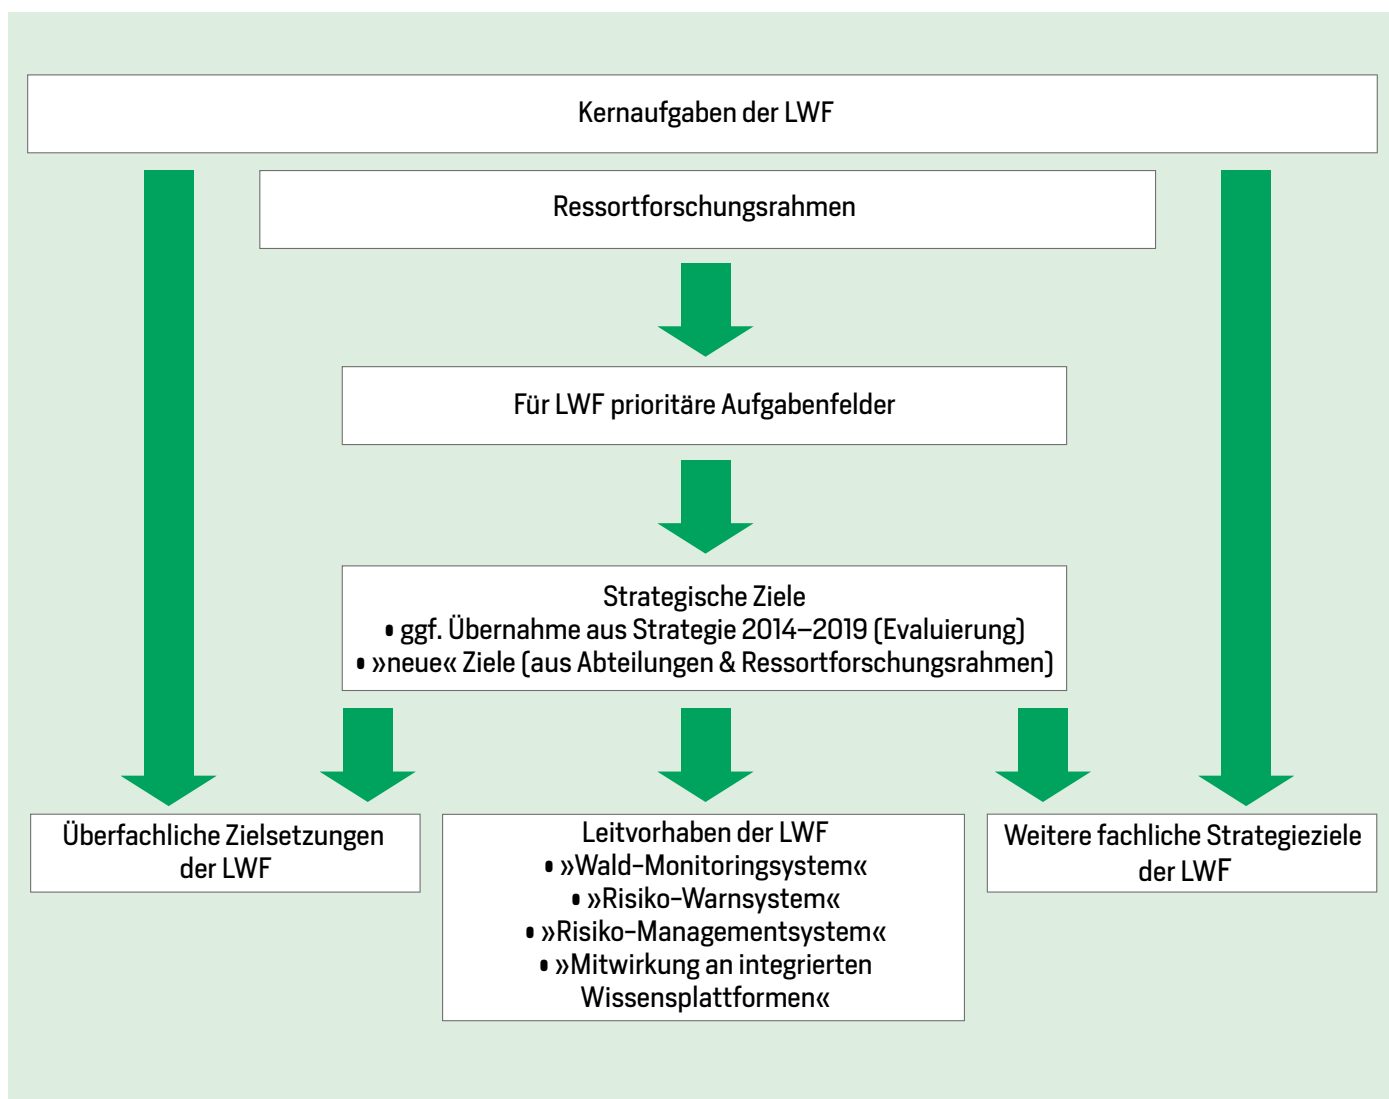 Kernaufgaben der LWF
Ressortforschungsrahmen
Für LWF prioritäre Aufgabenfelder
Strategische Ziele
• ggf. Übernahme aus Strategie 2014–2019 (Evaluierung)
• »neue« Ziele (aus Abteilungen & Ressortforschungsrahmen)
Überfachliche Zielsetzungen
der LWF
Leitvorhaben der LWF
• »Wald-Monitoringsystem«
• »Risiko-Warnsystem«
• »Risiko-Managementsystem«
• »Mitwirkung an integrierten
Wissensplattformen«
Weitere fachliche Strategieziele
der LWF